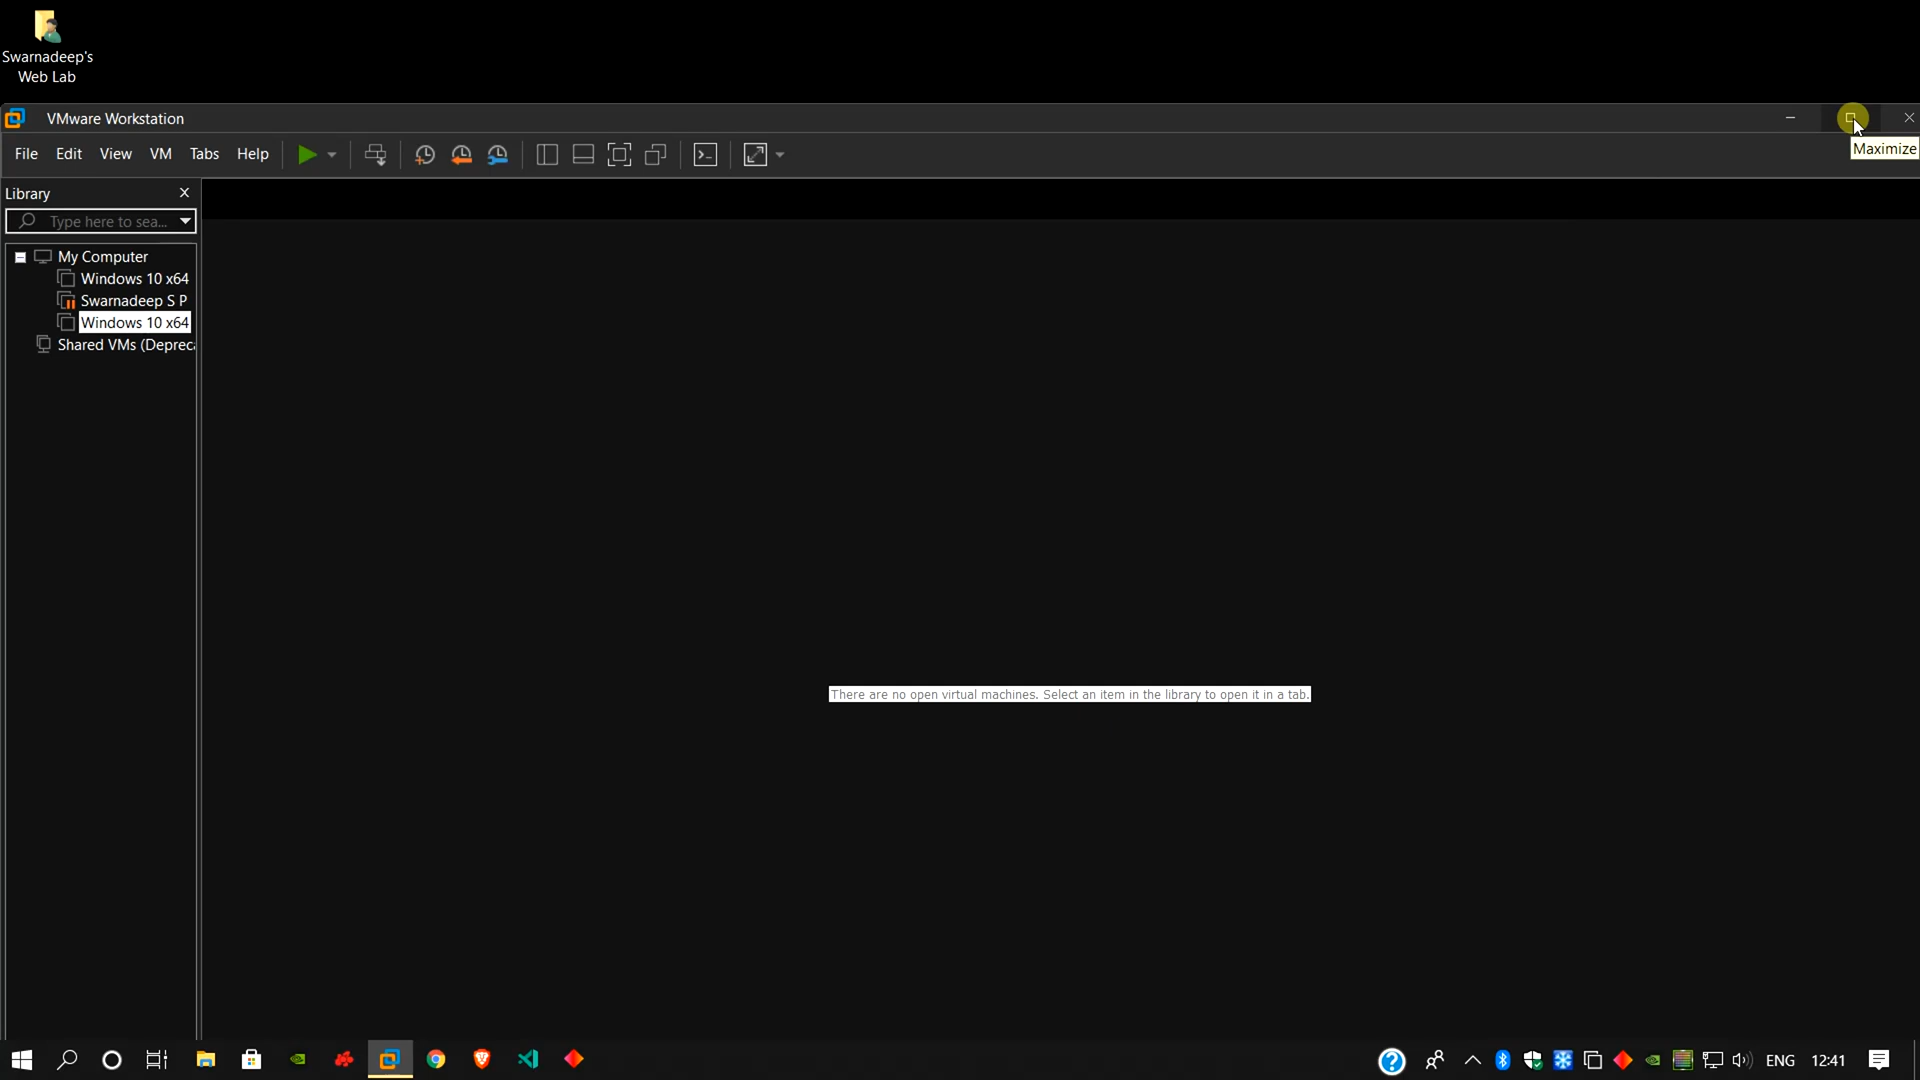 Swarnadeep's
Web Lab
VMware Workstation
File Edit View VM Tabs Help
Maximize
Library
Type here to sea...
My Computer
Windows 10 x64
Swarnadeep S P
Windows 10 x64
Shared VMs (Depreca
There are no open virtual machines. Select an item in the library to open it in a tab.
ENG 12:41